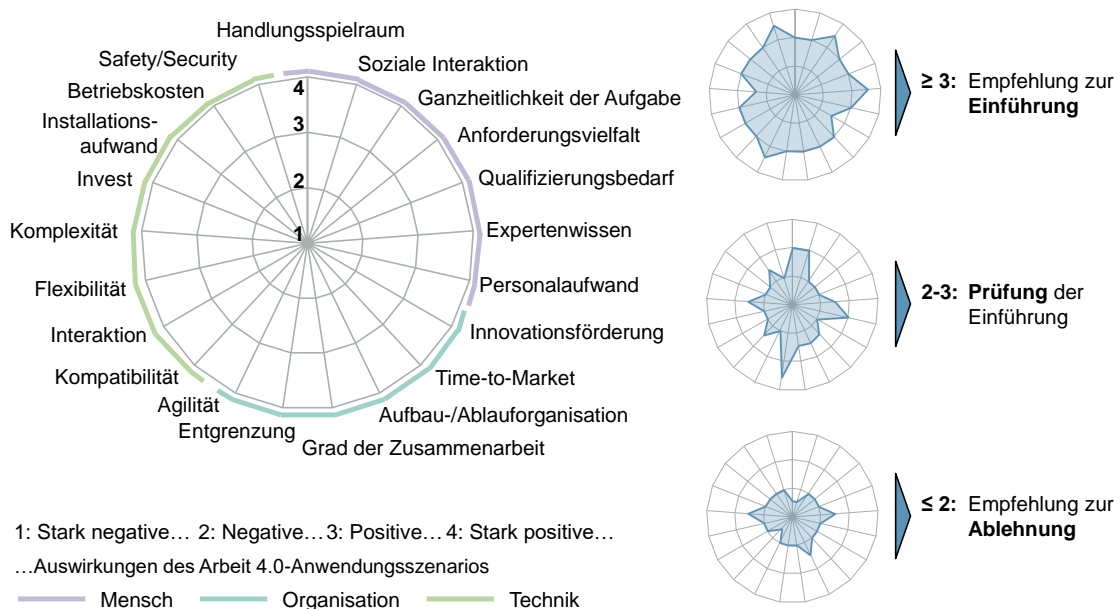 Handlungsspielraum
Soziale Interaktion
Ganzheitlichkeit der Aufgabe
Anforderungsvielfalt
Qualifizierungsbedarf
Expertenwissen
Personalaufwand
Innovationsförderung
Time-to-Market
Aufbau-/Ablauforganisation
Grad der Zusammenarbeit
Entgrenzung
Agilität
Kompatibilität
Interaktion
Flexibilität
Komplexität
Invest
Installations-
aufwand
Betriebskosten
Safety/Security
4
3
2
1
≥ 3: Empfehlung zur
Einführung
2-3: Prüfung der
Einführung
≤ 2: Empfehlung zur
Ablehnung
1: Stark negative… 2: Negative… 3: Positive… 4: Stark positive…
…Auswirkungen des Arbeit 4.0-Anwendungsszenarios
Mensch Organisation Technik